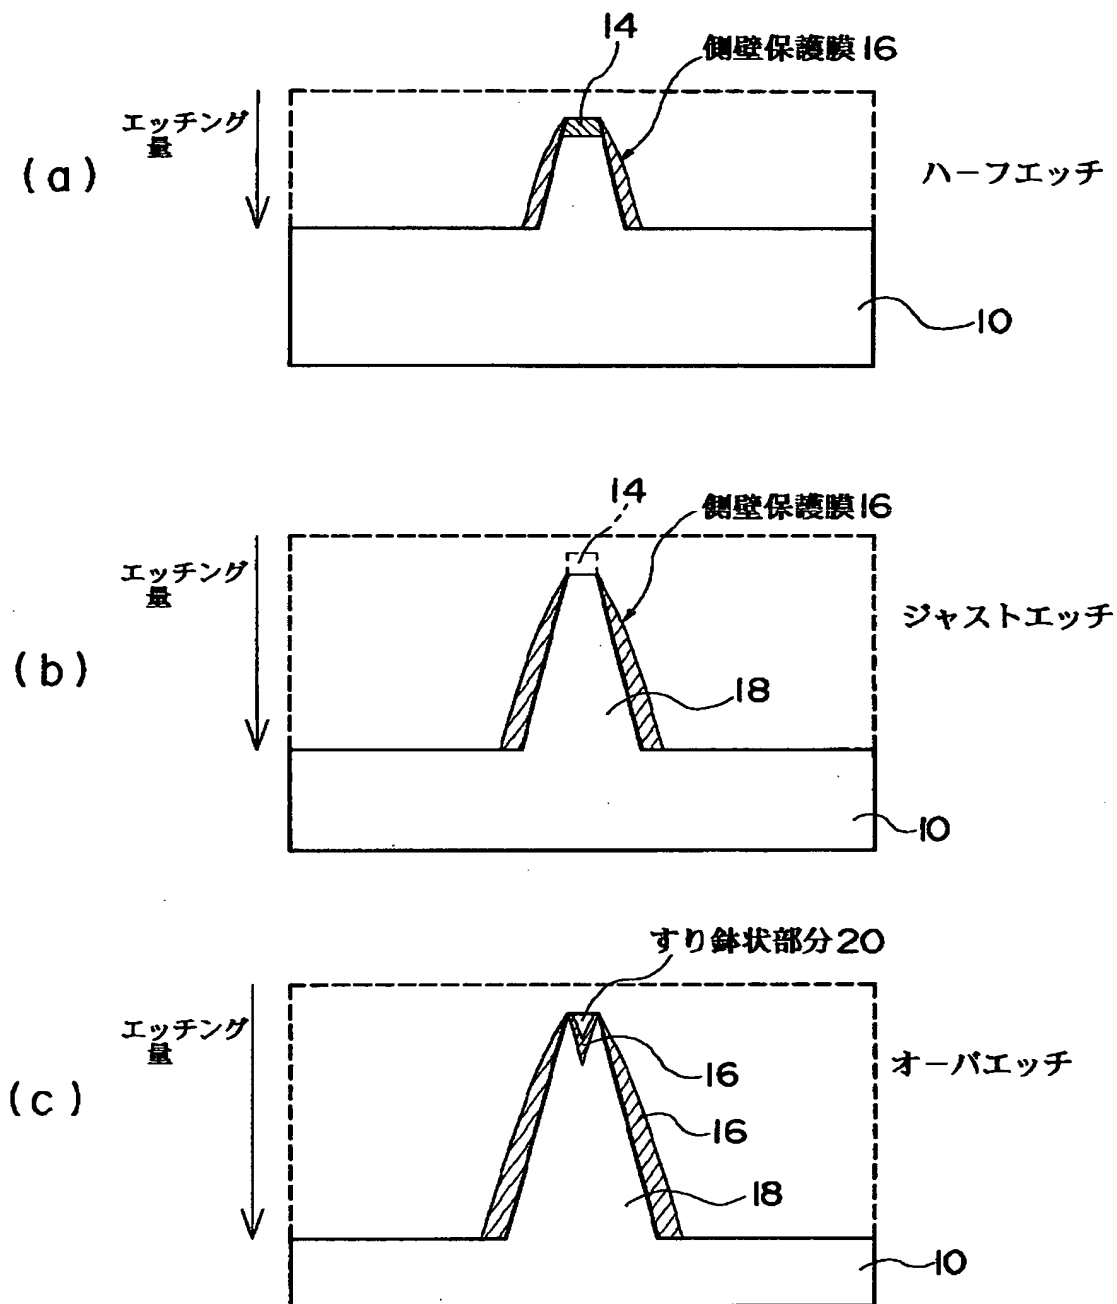 14
側壁保護膜16
エッチング
量
(a)
ハーフエッチ
10
14
側壁保護膜16
エッチング
量
ジャストエッチ
(b)
18
10
すり鉢状部分20
エッチング
量
オーバエッチ
16
(c)
16
18
10